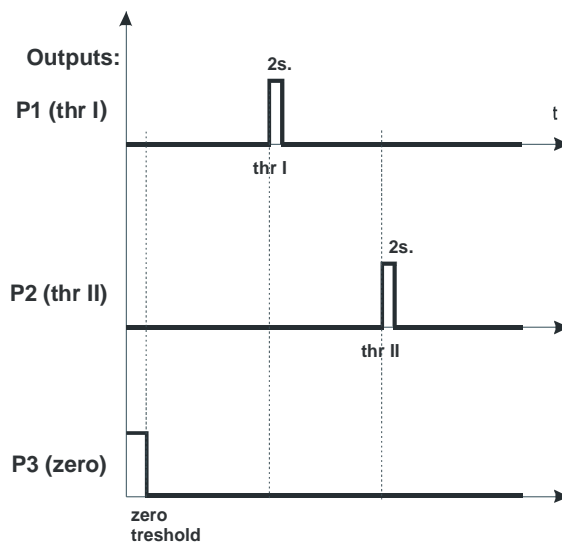 Outputs:
2s.
P1 (thr I)
t
thr I
2s.
P2 (thr II)
thr II
P3 (zero)
zero
treshold